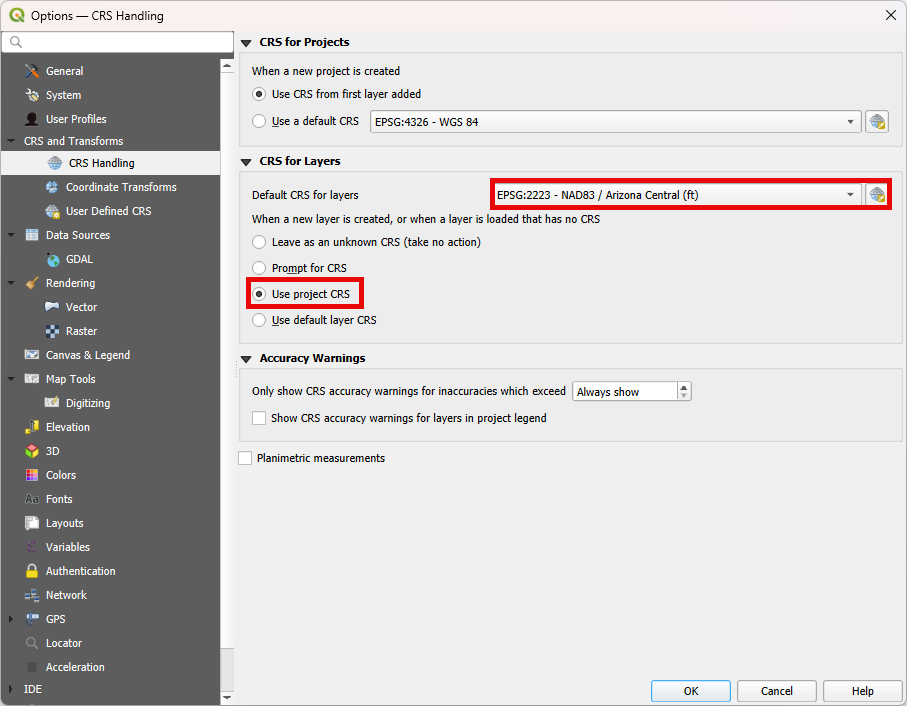 Options — CRS Handling
General
System
User Profiles
CRS and Transforms
CRS Handling
Coordinate Transforms
User Defined CRS
Data Sources
GDAL
Rendering
Vector
Raster
Canvas & Legend
Map Tools
Digitizing
Elevation
3D
Colors
Aa Fonts
Layouts
Variables
Authentication
Network
GPS
Locator
Acceleration
IDE
CRS for Projects
When a new project is created
Use CRS from first layer added
Use a default CRS EPSG:4326 - WGS 84
CRS for Layers
Default CRS for layers EPSG:2223 - NAD83 / Arizona Central (ft)
When a new layer is created, or when a layer is loaded that has no CRS
Leave as an unknown CRS (take no action)
Prompt for CRS
Use project CRS
Use default layer CRS
Accuracy Warnings
Only show CRS accuracy warnings for inaccuracies which exceed Always show
Show CRS accuracy warnings for layers in project legend
Planimetric measurements
OK Cancel Help